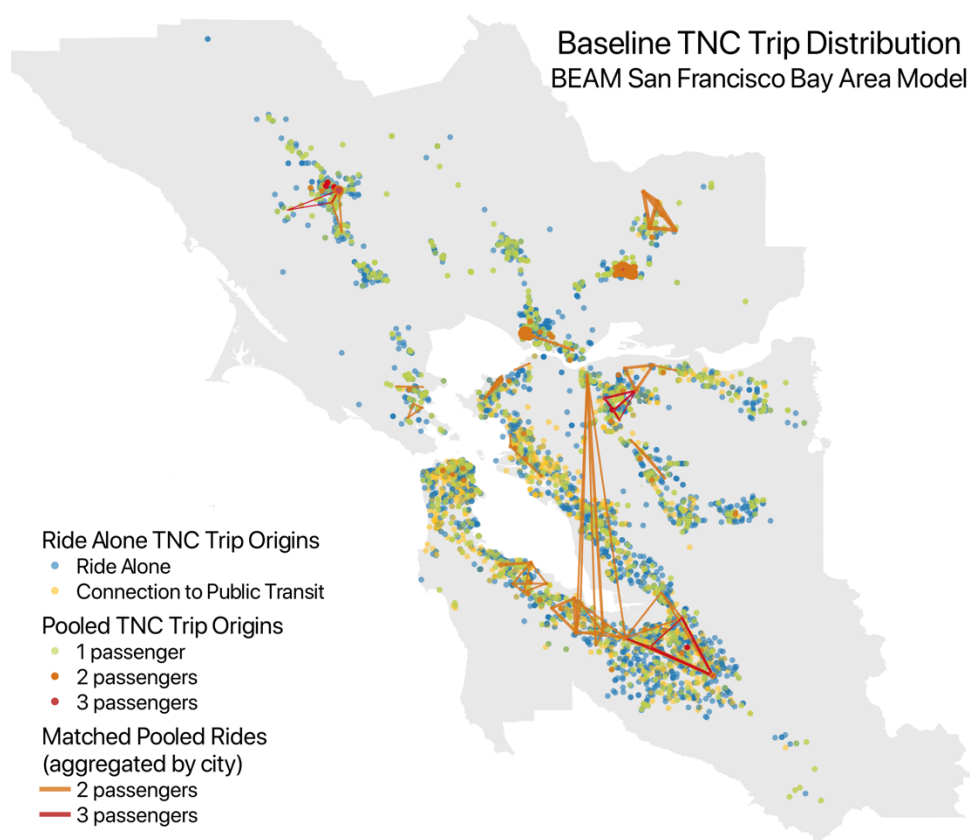 Baseline TNC Trip Distribution
BEAM San Francisco Bay Area Model
Ride Alone TNC Trip Origins
Ride Alone
Connection to Public Transit
Pooled TNC Trip Origins
1 passenger
2 passengers
3 passengers
Matched Pooled Rides
(aggregated by city)
2 passengers
3 passengers